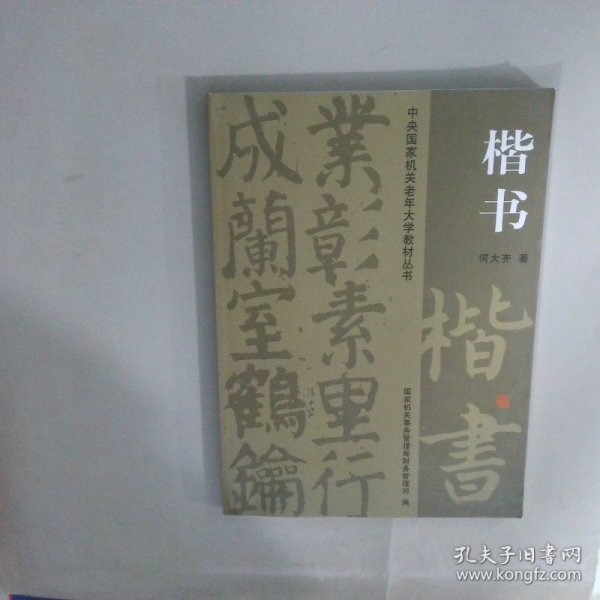 楷书
何大齐 著
楷書
中央国家机关老年大学教材丛书
国家机关事务管理局财务管理司 编
業彰素里行
成蘭室鶴鑰
孔夫子旧书网
www.kongfz.com